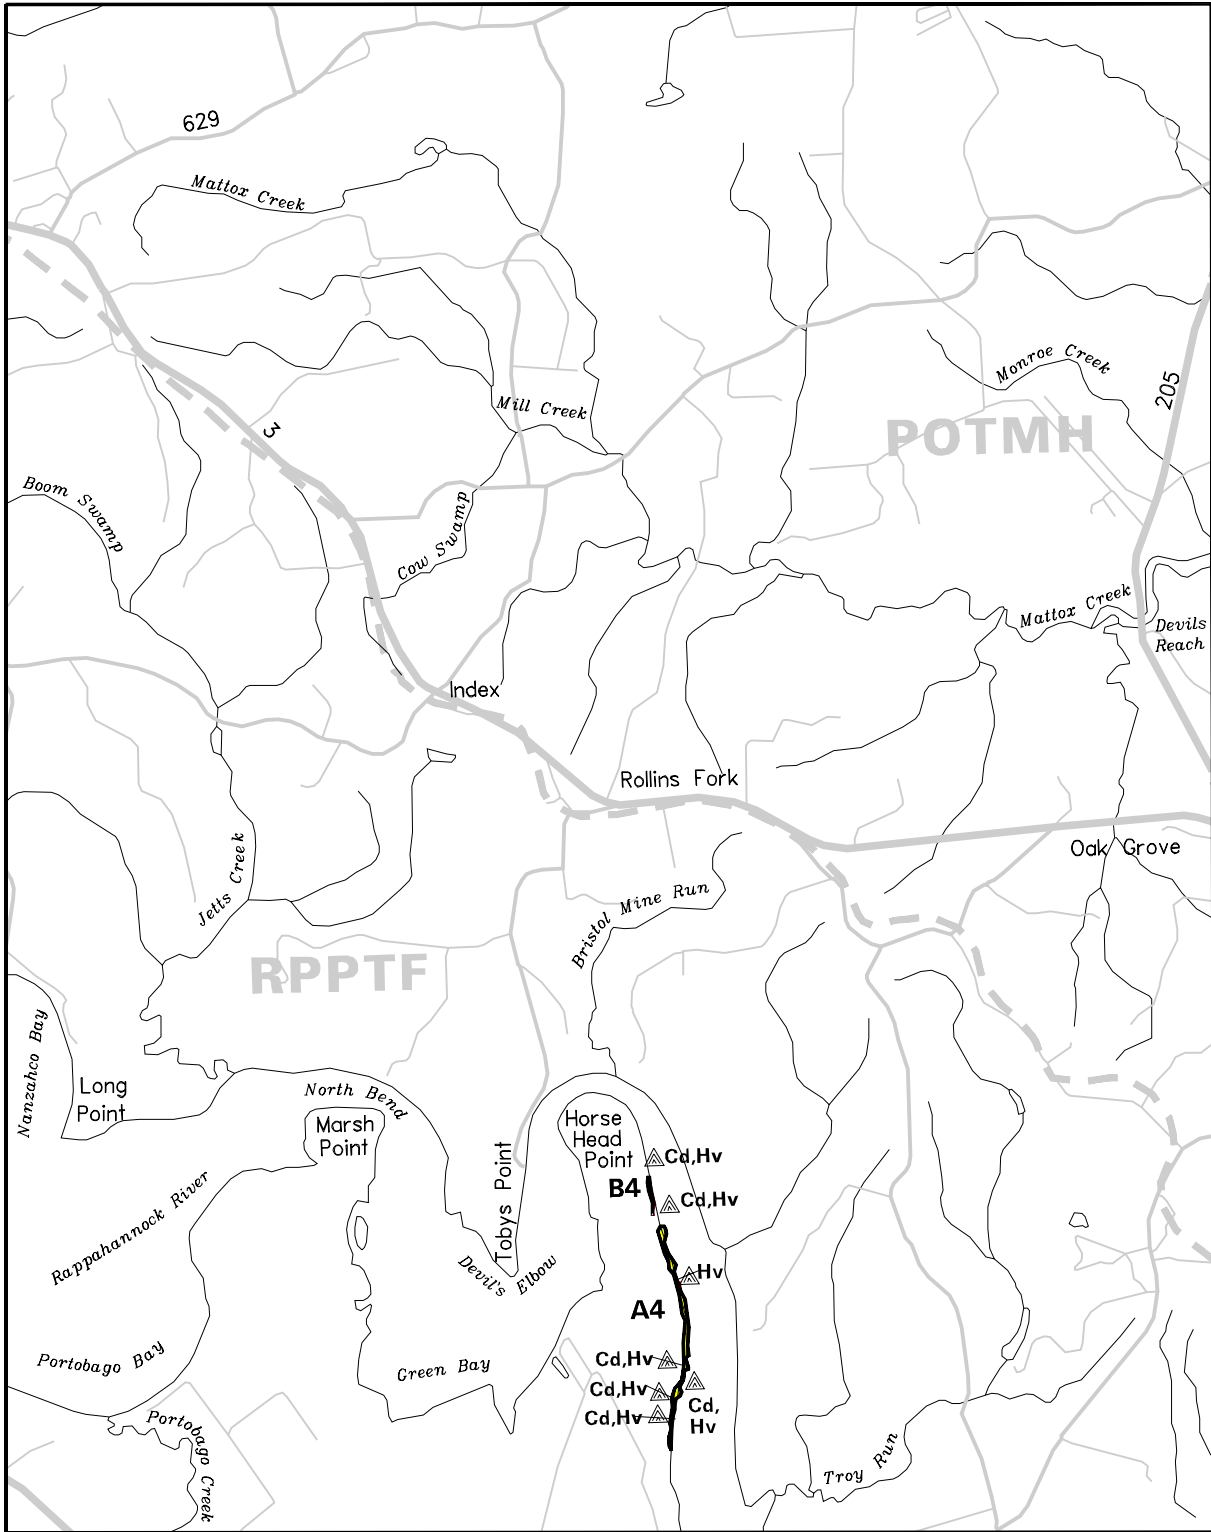 629
Mattox Creek
Monroe Creek
205
Mill Creek
3
POTMH
Boom Swamp
Cow Swamp
Mattox Creek
Devils
Reach
Index
Rollins Fork
Oak Grove
Jetts Creek
Bristol Mine Run
RPPTF
Nanzahco Bay
Long
Point
North Bend
Marsh
Point
Horse
Head
Point
Cd,Hv
Tobys Point
B4
Cd,Hv
Rappahannock River
Devil's Elbow
Hv
A4
Portobago Bay
Green Bay
Cd,Hv
Cd,Hv
Cd,
Hv
Cd,Hv
Portobago Creek
Troy Run